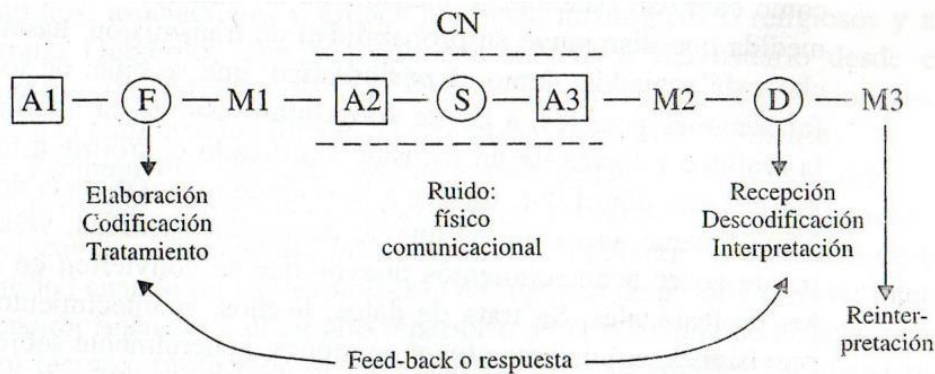 CN
A1 F M1 A2 S A3 M2 D M3
Elaboración
Codificación
Tratamiento
Ruido:
físico
comunicacional
Recepción
Descodificación
Interpretación
Reinter-
pretación
Feed-back o respuesta